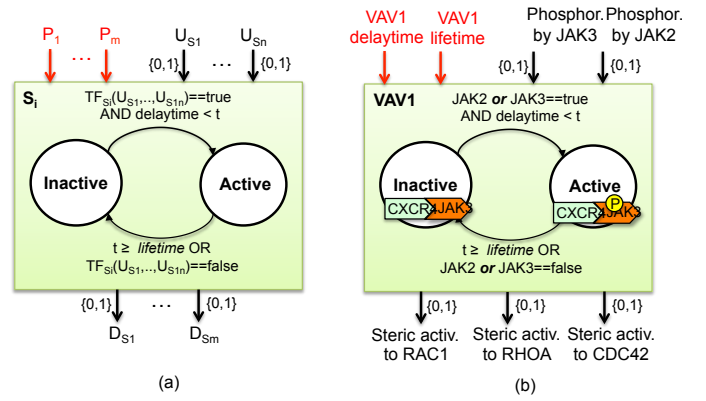 P1 ... Pm
US1 ... USn
{0,1} {0,1}
Si
TFSi(US1,..,US1n)==true
AND delaytime < t
Inactive
Active
t ≥ lifetime OR
TFSi(US1,..,US1n)==false
{0,1} ... {0,1}
DS1 DSm
(a)
VAV1
delaytime
VAV1
lifetime
Phosphor.
by JAK3
Phosphor.
by JAK2
{0,1} {0,1}
VAV1
JAK2 or JAK3==true
AND delaytime < t
Inactive
CXCR4 JAK3
Active
P
CXCR4 JAK3
t ≥ lifetime OR
JAK2 or JAK3==false
{0,1} {0,1} {0,1}
Steric activ.
to RAC1
Steric activ.
to RHOA
Steric activ.
to CDC42
(b)